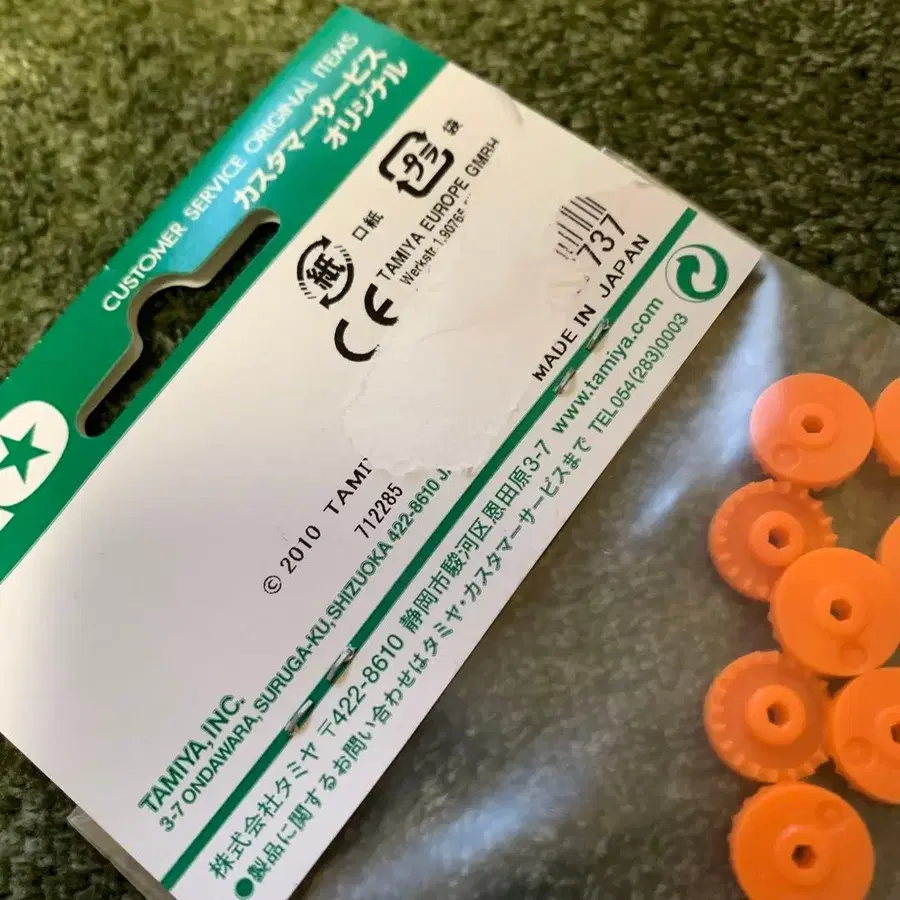 CUSTOMER SERVICE ORIGINAL ITEMS
カスタマーサービス
オリジナル
プラ
袋
紙
口紙
CE
TAMIYA EUROPE GMBH
Werkstr.1,90765
737
MADE IN JAPAN
© 2010 TAMI
712285
TAMIYA, INC.
3-7 ONDAWARA, SURUGA-KU, SHIZUOKA 422-8610 J
株式会社タミヤ 〒422-8610 静岡市駿河区恩田原3-7 www.tamiya.com
●製品に関するお問い合わせはタミヤ・カスタマーサービスまで TEL054(283)0003